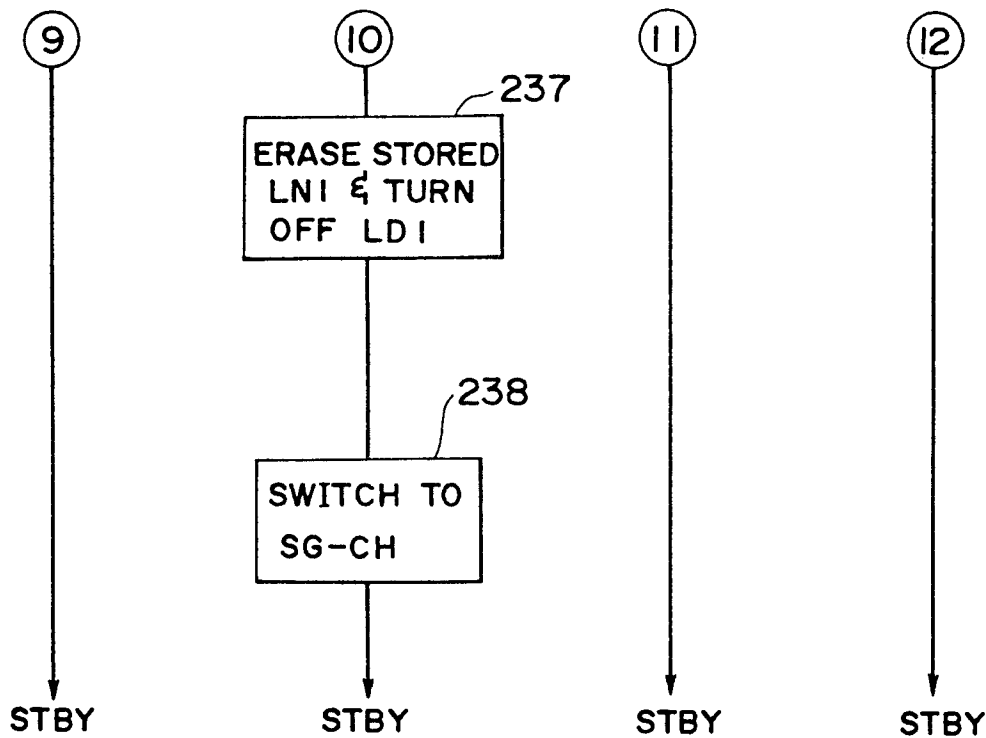 9 10 11 12
237
ERASE STORED
LN1 & TURN
OFF LD1
238
SWITCH TO
SG-CH
STBY STBY STBY STBY